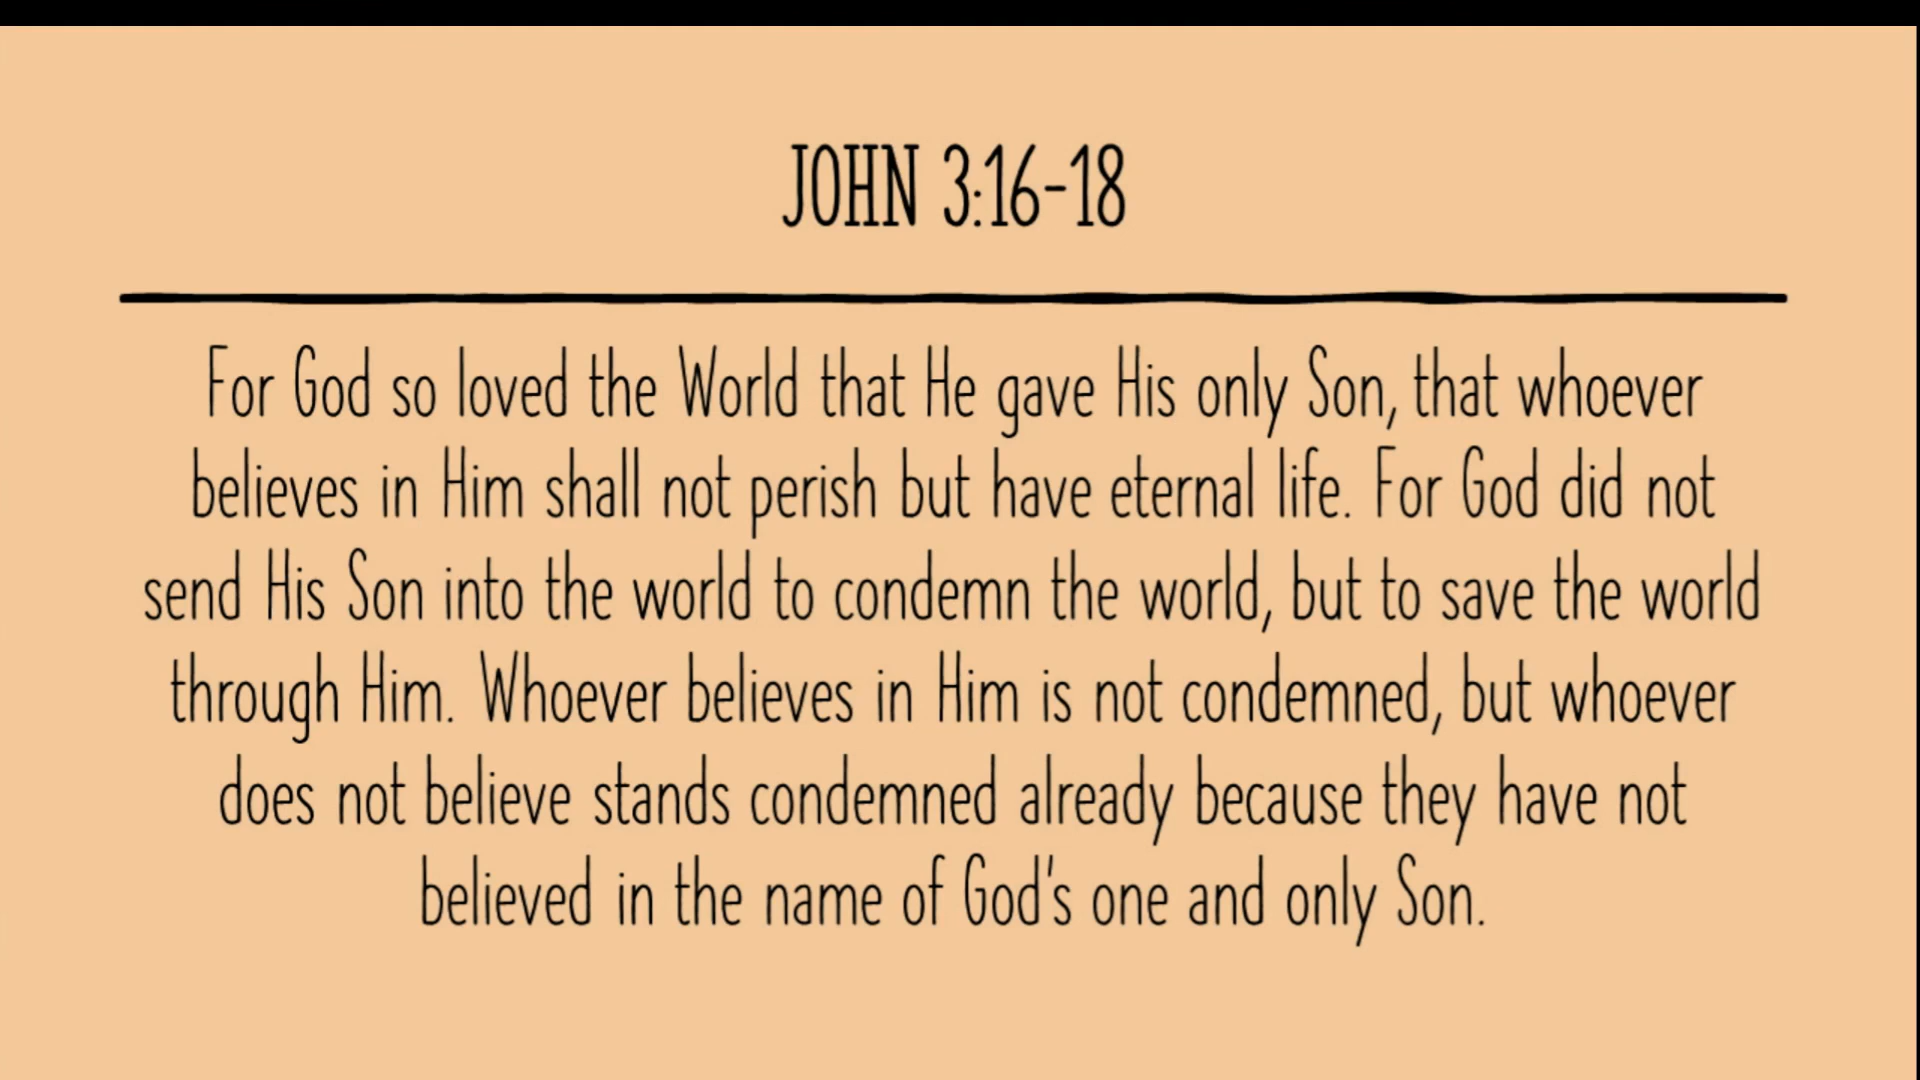 JOHN 3:16-18
For God so loved the World that He gave His only Son, that whoever
believes in Him shall not perish but have eternal life. For God did not
send His Son into the world to condemn the world, but to save the world
through Him. Whoever believes in Him is not condemned, but whoever
does not believe stands condemned already because they have not
believed in the name of God's one and only Son.